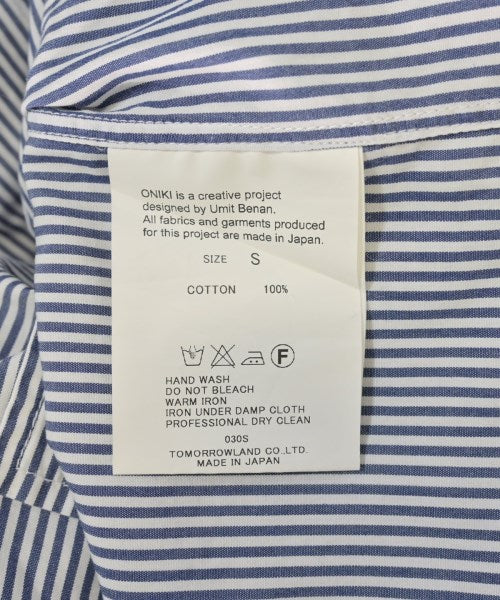 ONIKI is a creative project
designed by Umit Benan.
All fabrics and garments produced
for this project are made in Japan.
SIZE S
COTTON 100%
F
HAND WASH
DO NOT BLEACH
WARM IRON
IRON UNDER DAMP CLOTH
PROFESSIONAL DRY CLEAN
030S
TOMORROWLAND CO.,LTD.
MADE IN JAPAN